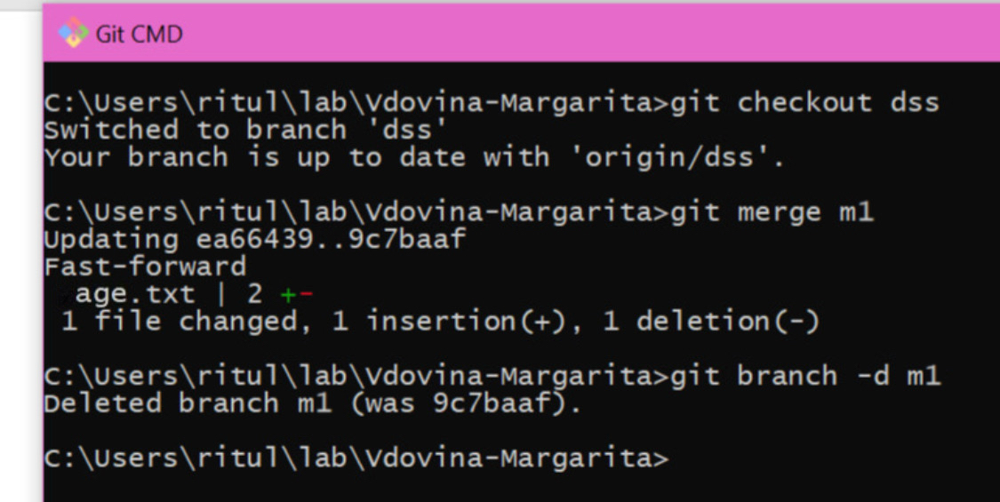 Git CMD
C:\Users\ritul\lab\Vdovina-Margarita>git checkout dss
Switched to branch 'dss'
Your branch is up to date with 'origin/dss'.
C:\Users\ritul\lab\Vdovina-Margarita>git merge m1
Updating ea66439..9c7baaf
Fast-forward
age.txt | 2 +-
1 file changed, 1 insertion(+), 1 deletion(-)
C:\Users\ritul\lab\Vdovina-Margarita>git branch -d m1
Deleted branch m1 (was 9c7baaf).
C:\Users\ritul\lab\Vdovina-Margarita>